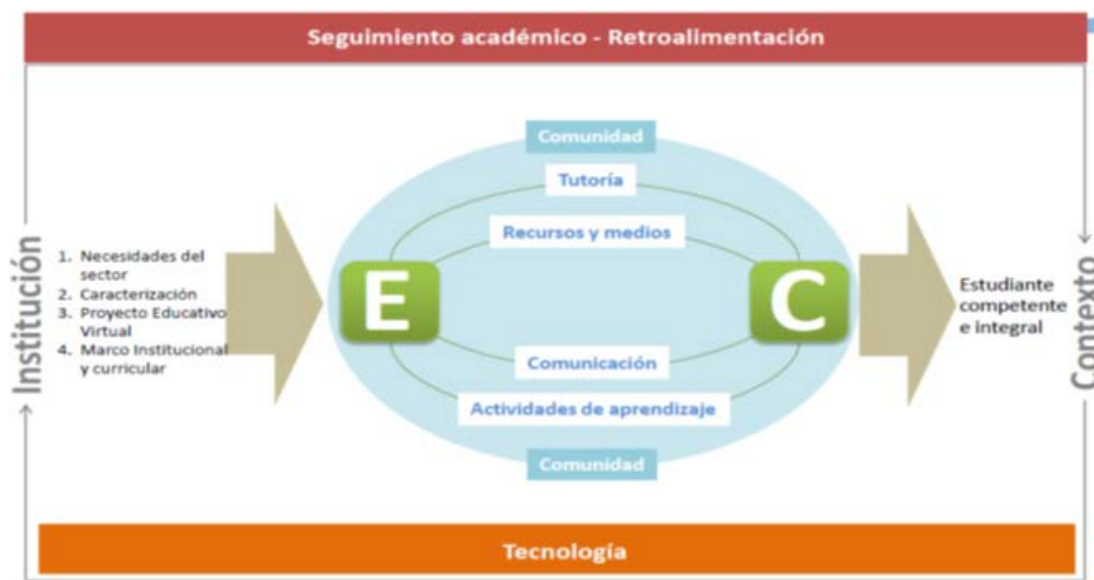 Seguimiento académico - Retroalimentación
Institución
1. Necesidades del
sector
2. Caracterización
3. Proyecto Educativo
Virtual
4. Marco Institucional
y curricular
Comunidad
Tutoría
Recursos y medios
E
C
Comunicación
Actividades de aprendizaje
Comunidad
Estudiante
competente
e integral
Contexto
Tecnología